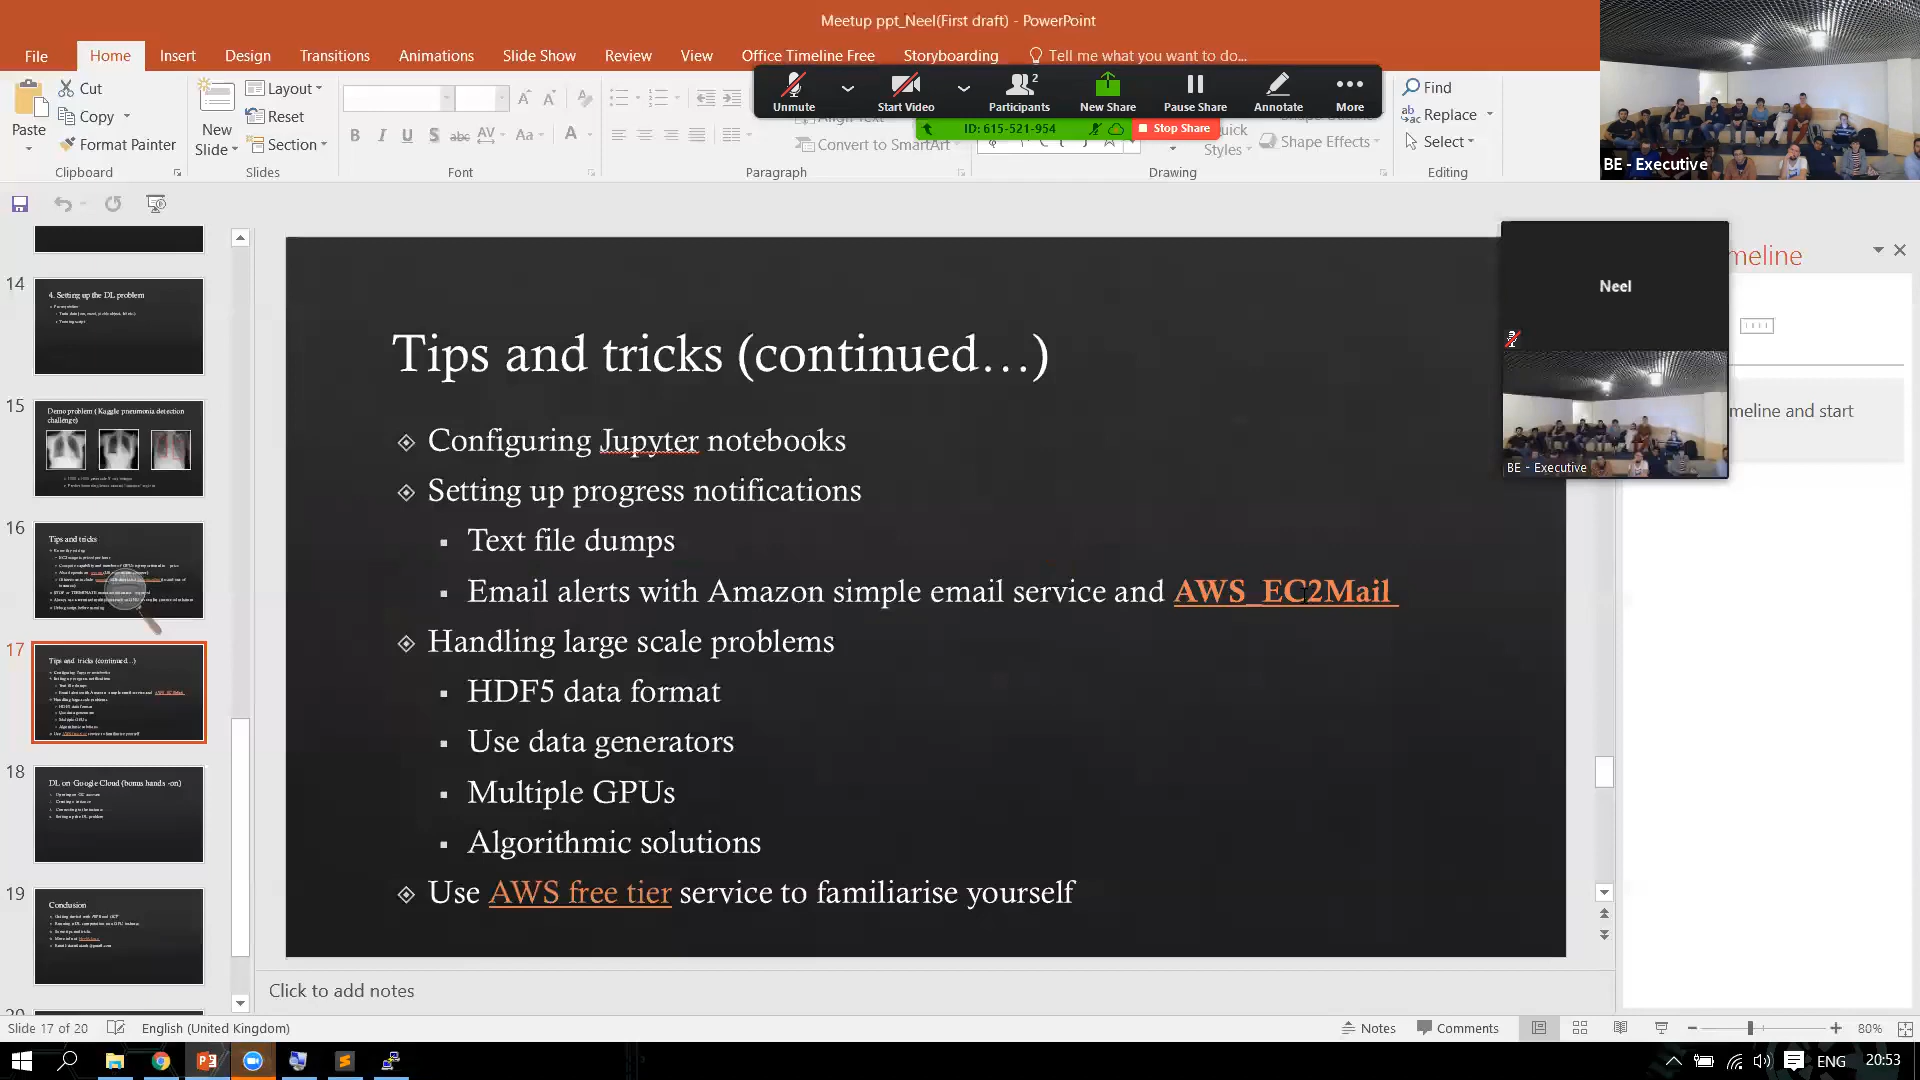 Meetup ppt_Neel(First draft) - PowerPoint
File
Home
Insert
Design
Transitions
Animations
Slide Show
Review
View
Office Timeline Free
Storyboarding
Tell me what you want to do...
Paste
Cut
Copy
Format Painter
Clipboard
New Slide
Layout
Reset
Section
Slides
Font
Paragraph
Align Text
Convert to SmartArt
Quick Styles
Shape Effects
Drawing
Find
Replace
Select
Editing
Unmute
Start Video
Participants
2
New Share
Pause Share
Annotate
More
ID: 615-521-954
Stop Share
BE - Executive
Neel
BE - Executive
meline
meline and start
14
4. Setting up the DL problem
15
Demo problem (Kaggle pneumonia detection
challenge)
16
Tips and tricks
17
Tips and tricks (continued...)
18
DL on Google Cloud (bonus hands -on)
19
Conclusion
Tips and tricks (continued...)
Configuring Jupyter notebooks
Setting up progress notifications
Text file dumps
Email alerts with Amazon simple email service and AWS_EC2Mail
Handling large scale problems
HDF5 data format
Use data generators
Multiple GPUs
Algorithmic solutions
Use AWS free tier service to familiarise yourself
Click to add notes
Slide 17 of 20
English (United Kingdom)
Notes
Comments
80%
ENG
20:53